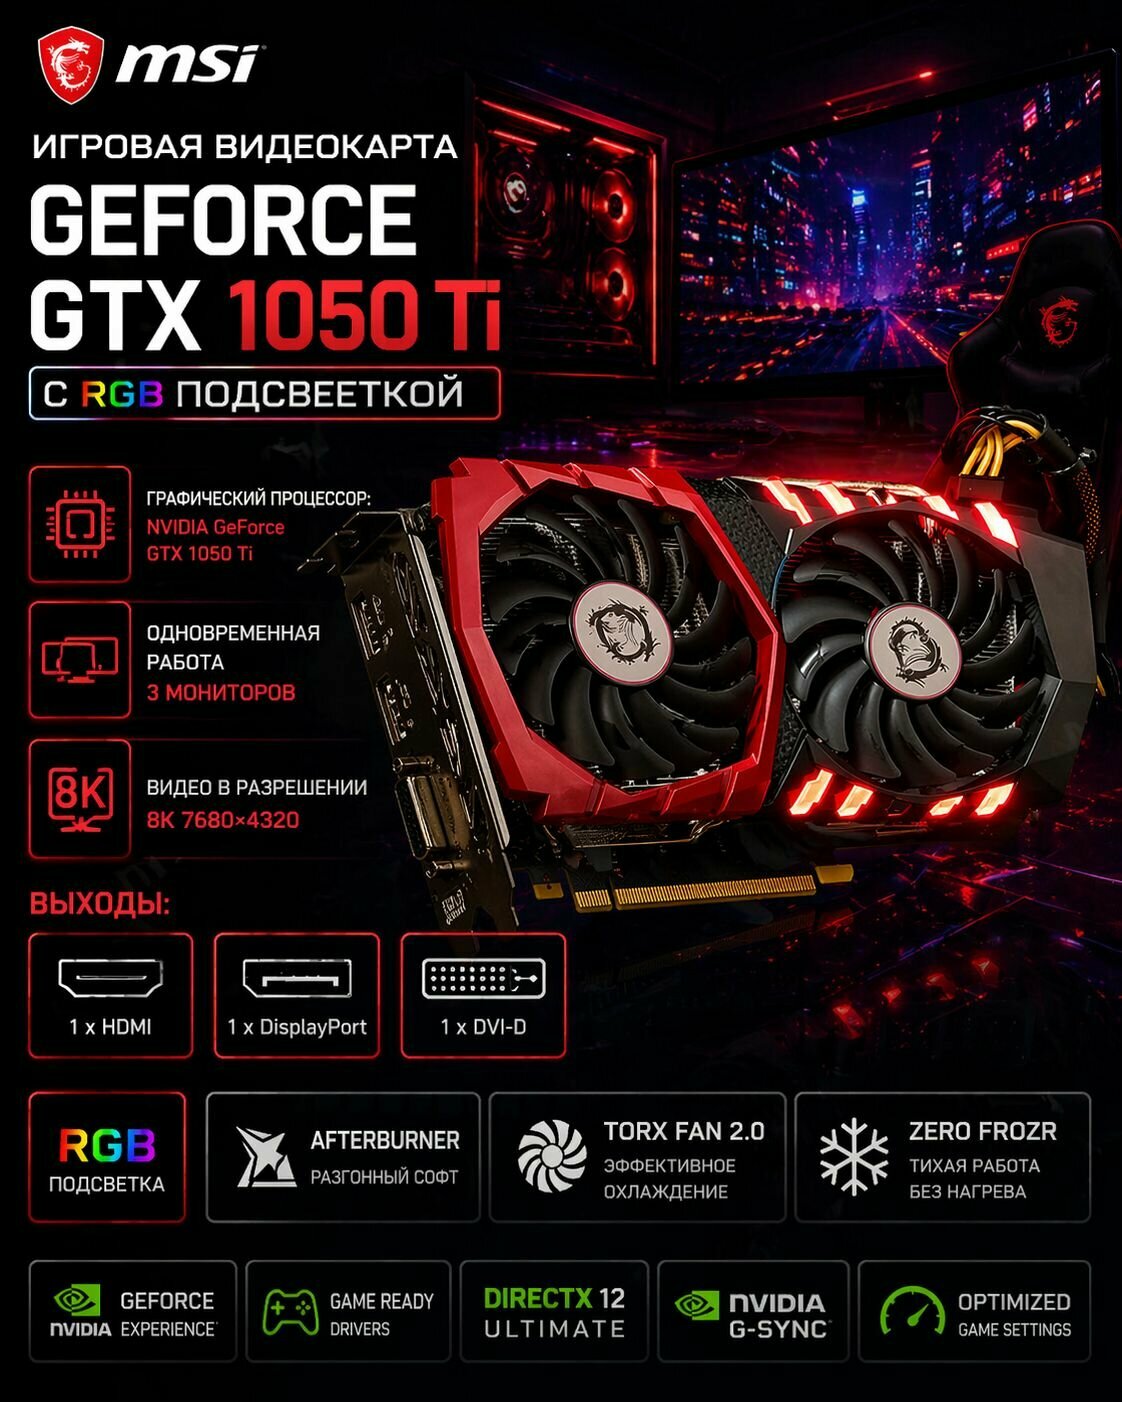 msi
ИГРОВАЯ ВИДЕОКАРТА
GEFORCE
GTX 1050 Ti
С RGB ПОДСВЕЕТКОЙ
ГРАФИЧЕСКИЙ ПРОЦЕССОР:
NVIDIA GeForce
GTX 1050 Ti
ОДНОВРЕМЕННАЯ
РАБОТА
3 МОНИТОРОВ
8K
ВИДЕО В РАЗРЕШЕНИИ
8K 7680×4320
ВЫХОДЫ:
1 x HDMI
1 x DisplayPort
1 x DVI-D
RGB
ПОДСВЕТКА
AFTERBURNER
РАЗГОННЫЙ СОФТ
TORX FAN 2.0
ЭФФЕКТИВНОЕ
ОХЛАЖДЕНИЕ
ZERO FROZR
ТИХАЯ РАБОТА
БЕЗ НАГРЕВА
NVIDIA
GEFORCE
EXPERIENCE
GAME READY
DRIVERS
DIRECTX 12
ULTIMATE
NVIDIA
G-SYNC
OPTIMIZED
GAME SETTINGS